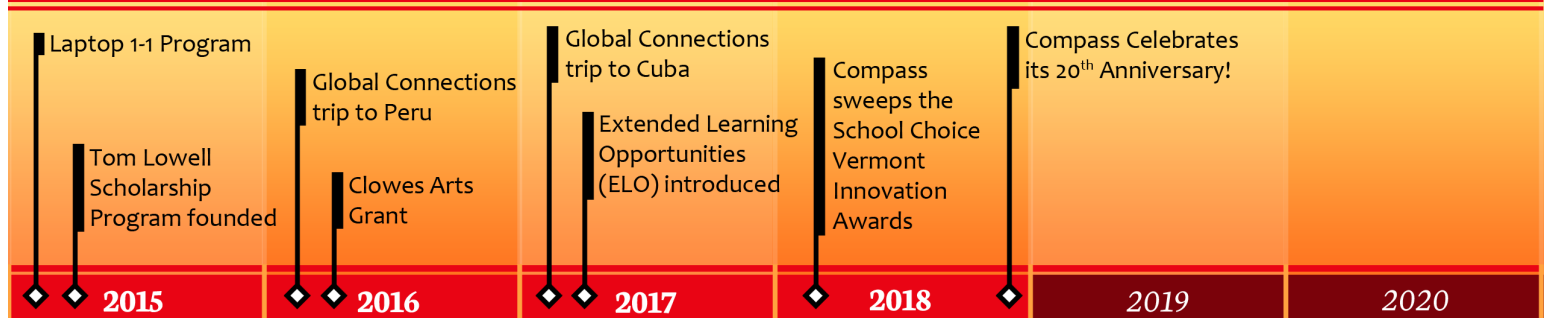 Laptop 1-1 Program
Tom Lowell
Scholarship
Program founded
Global Connections
trip to Peru
Clowes Arts
Grant
Global Connections
trip to Cuba
Extended Learning
Opportunities
(ELO) introduced
Compass
sweeps the
School Choice
Vermont
Innovation
Awards
Compass Celebrates
its 20th Anniversary!
2015
2016
2017
2018
2019
2020